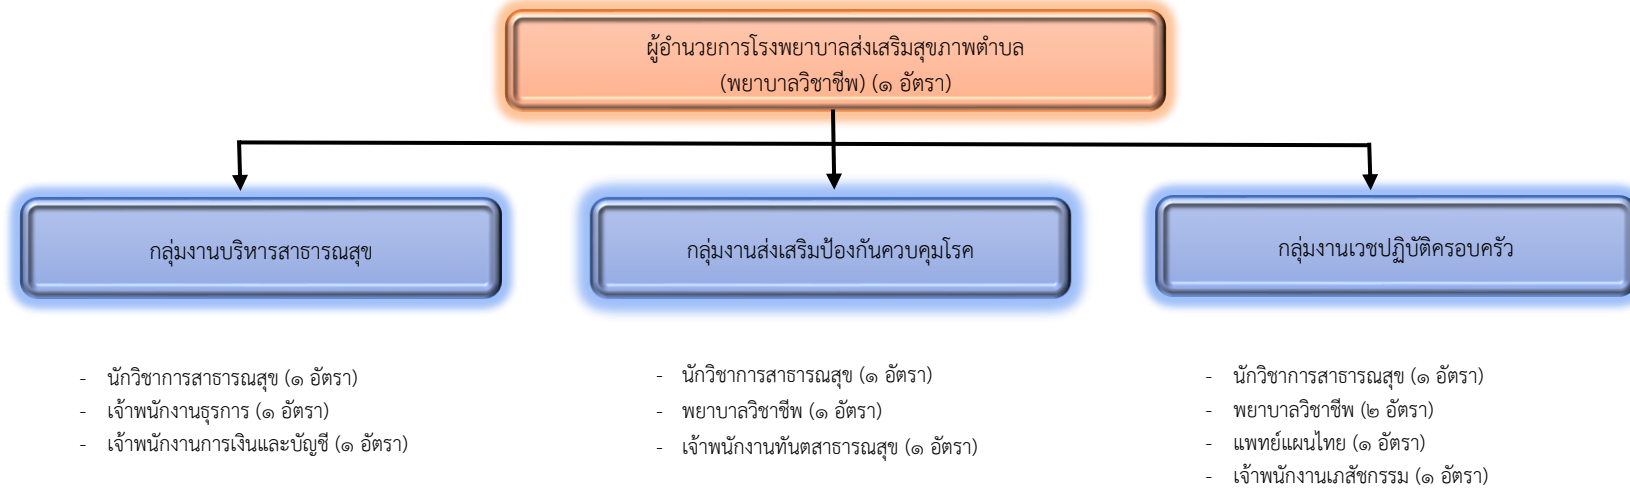 ผู้อำนวยการโรงพยาบาลส่งเสริมสุขภาพตำบล
(พยาบาลวิชาชีพ) (๑ อัตรา)
กลุ่มงานบริหารสาธารณสุข
กลุ่มงานส่งเสริมป้องกันควบคุมโรค
กลุ่มงานเวชปฏิบัติครอบครัว
- นักวิชาการสาธารณสุข (๑ อัตรา)
- เจ้าพนักงานธุรการ (๑ อัตรา)
- เจ้าพนักงานการเงินและบัญชี (๑ อัตรา)
- นักวิชาการสาธารณสุข (๑ อัตรา)
- พยาบาลวิชาชีพ (๑ อัตรา)
- เจ้าพนักงานทันตสาธารณสุข (๑ อัตรา)
- นักวิชาการสาธารณสุข (๑ อัตรา)
- พยาบาลวิชาชีพ (๒ อัตรา)
- แพทย์แผนไทย (๑ อัตรา)
- เจ้าพนักงานเภสัชกรรม (๑ อัตรา)